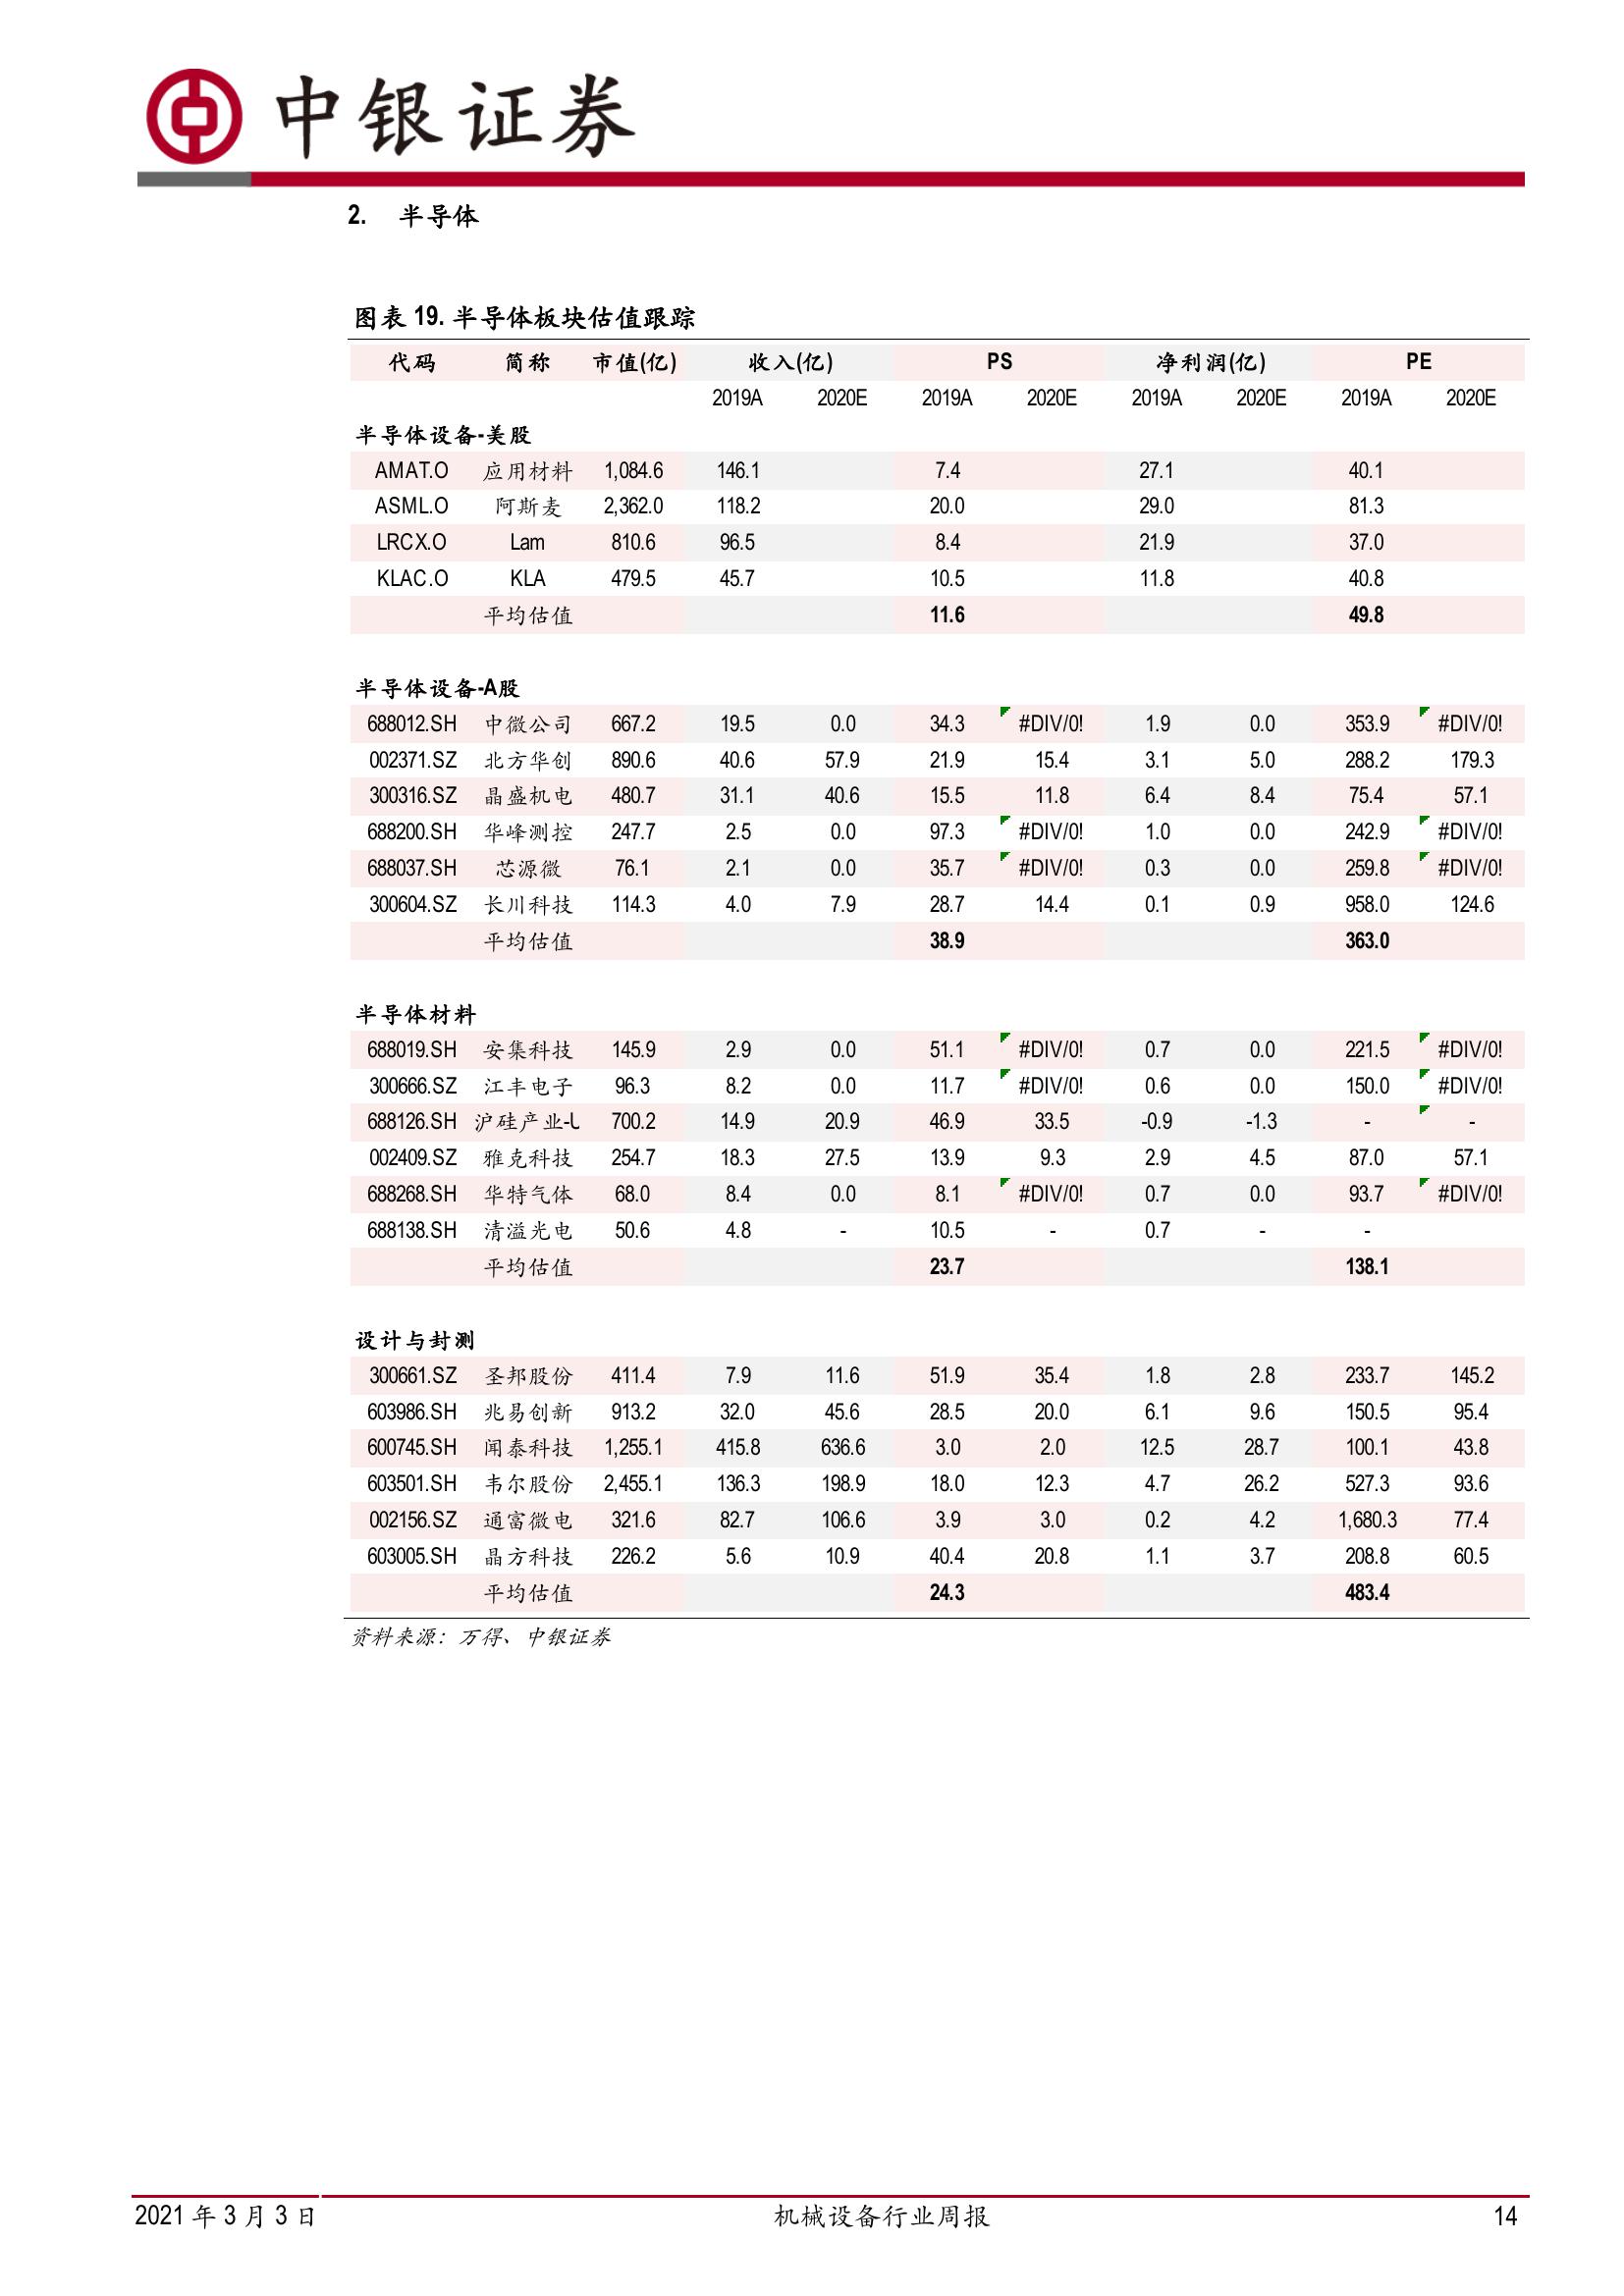 中银证券
2. 半导体
图表 19. 半导体板块估值跟踪
代码 简称 市值(亿) 收入(亿) PS 净利润(亿) PE
2019A 2020E 2019A 2020E 2019A 2020E 2019A 2020E
半导体设备-美股
AMAT.O 应用材料 1,084.6 146.1 7.4 27.1 40.1
ASML.O 阿斯麦 2,362.0 118.2 20.0 29.0 81.3
LRCX.O Lam 810.6 96.5 8.4 21.9 37.0
KLAC.O KLA 479.5 45.7 10.5 11.8 40.8
平均估值 11.6 49.8
半导体设备-A股
688012.SH 中微公司 667.2 19.5 0.0 34.3 #DIV/0! 1.9 0.0 353.9 #DIV/0!
002371.SZ 北方华创 890.6 40.6 57.9 21.9 15.4 3.1 5.0 288.2 179.3
300316.SZ 晶盛机电 480.7 31.1 40.6 15.5 11.8 6.4 8.4 75.4 57.1
688200.SH 华峰测控 247.7 2.5 0.0 97.3 #DIV/0! 1.0 0.0 242.9 #DIV/0!
688037.SH 芯源微 76.1 2.1 0.0 35.7 #DIV/0! 0.3 0.0 259.8 #DIV/0!
300604.SZ 长川科技 114.3 4.0 7.9 28.7 14.4 0.1 0.9 958.0 124.6
平均估值 38.9 363.0
半导体材料
688019.SH 安集科技 145.9 2.9 0.0 51.1 #DIV/0! 0.7 0.0 221.5 #DIV/0!
300666.SZ 江丰电子 96.3 8.2 0.0 11.7 #DIV/0! 0.6 0.0 150.0 #DIV/0!
688126.SH 沪硅产业-U 700.2 14.9 20.9 46.9 33.5 -0.9 -1.3 - -
002409.SZ 雅克科技 254.7 18.3 27.5 13.9 9.3 2.9 4.5 87.0 57.1
688268.SH 华特气体 68.0 8.4 0.0 8.1 #DIV/0! 0.7 0.0 93.7 #DIV/0!
688138.SH 清溢光电 50.6 4.8 - 10.5 - 0.7 - -
平均估值 23.7 138.1
设计与封测
300661.SZ 圣邦股份 411.4 7.9 11.6 51.9 35.4 1.8 2.8 233.7 145.2
603986.SH 兆易创新 913.2 32.0 45.6 28.5 20.0 6.1 9.6 150.5 95.4
600745.SH 闻泰科技 1,255.1 415.8 636.6 3.0 2.0 12.5 28.7 100.1 43.8
603501.SH 韦尔股份 2,455.1 136.3 198.9 18.0 12.3 4.7 26.2 527.3 93.6
002156.SZ 通富微电 321.6 82.7 106.6 3.9 3.0 0.2 4.2 1,680.3 77.4
603005.SH 晶方科技 226.2 5.6 10.9 40.4 20.8 1.1 3.7 208.8 60.5
平均估值 24.3 483.4
资料来源：万得、中银证券
2021 年 3 月 3 日 机械设备行业周报 14